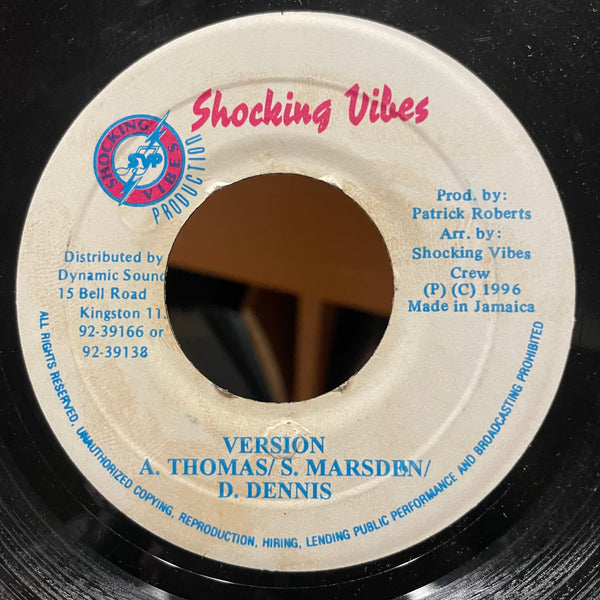 Shocking Vibes
SHOCKING VIBES
SVP
PRODUCTION
Prod. by:
Patrick Roberts
Arr. by:
Shocking Vibes
Crew
(P) (C) 1996
Made in Jamaica
Distributed by
Dynamic Sound
15 Bell Road
Kingston 11.
92-39166 or
92-39138
VERSION
A. THOMAS/ S. MARSDEN/
D. DENNIS
ALL RIGHTS RESERVED, UNAUTHORIZED COPYING, REPRODUCTION, HIRING, LENDING PUBLIC PERFORMANCE AND BROADCASTING PROHIBITED